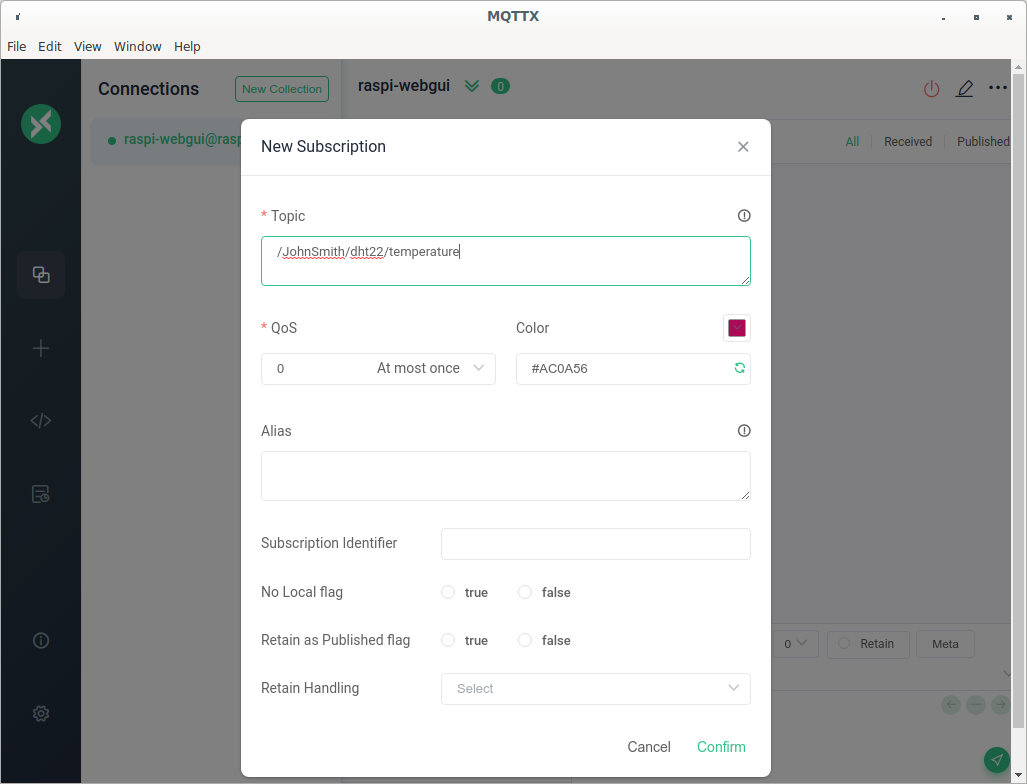 MQTTX
File Edit View Window Help
Connections
New Collection
raspi-webgui
0
raspi-webgui@rasp
All
Received
Published
New Subscription
* Topic
/JohnSmith/dht22/temperature
* QoS
Color
0 At most once
#AC0A56
Alias
Subscription Identifier
No Local flag
true
false
Retain as Published flag
true
false
0
Retain
Meta
Retain Handling
Select
Cancel
Confirm